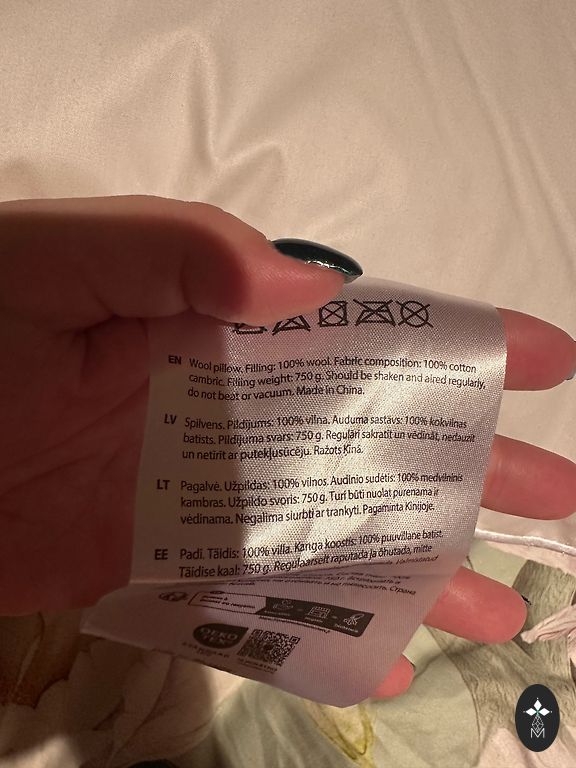 EN Wool pillow. Filling: 100% wool. Fabric composition: 100% cotton
cambric. Filling weight: 750 g. Should be shaken and aired regularly,
do not beat or vacuum. Made in China.
LV Spilvens. Pildījums: 100% vilna. Auduma sastāvs: 100% kokvilnas
batists. Pildījuma svars: 750 g. Regulāri sakratīt un vēdināt, nedauzīt
un netīrīt ar putekļusūcēju. Ražots Ķīnā.
LT Pagalvė. Užpildas: 100% vilnos. Audinio sudėtis: 100% medvilninis
kambras. Užpildo svoris: 750 g. Turi būti nuolat purenama ir
vėdinama. Negalima siurbti ar trankyti. Pagaminta Kinijoje.
EE Padi. Täidis: 100% villa. Kanga koostis: 100% puuvillane batist.
Täidise kaal: 750 g. Regulaarselt raputada ja õhutada, mitte
Страна
OEKO
TEX
M